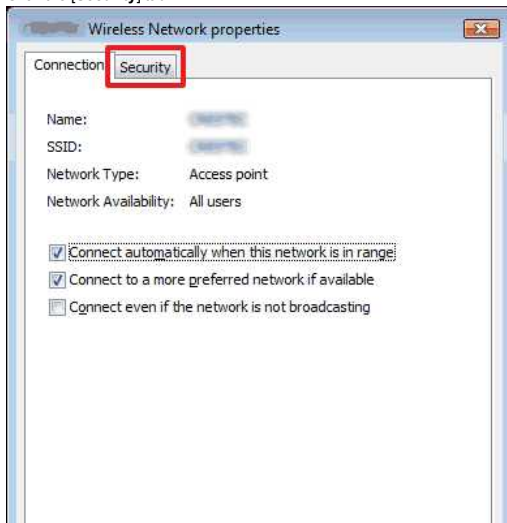 Wireless Network properties
Connection
Security
Name:
SSID:
Network Type: Access point
Network Availability: All users
Connect automatically when this network is in range
Connect to a more preferred network if available
Connect even if the network is not broadcasting